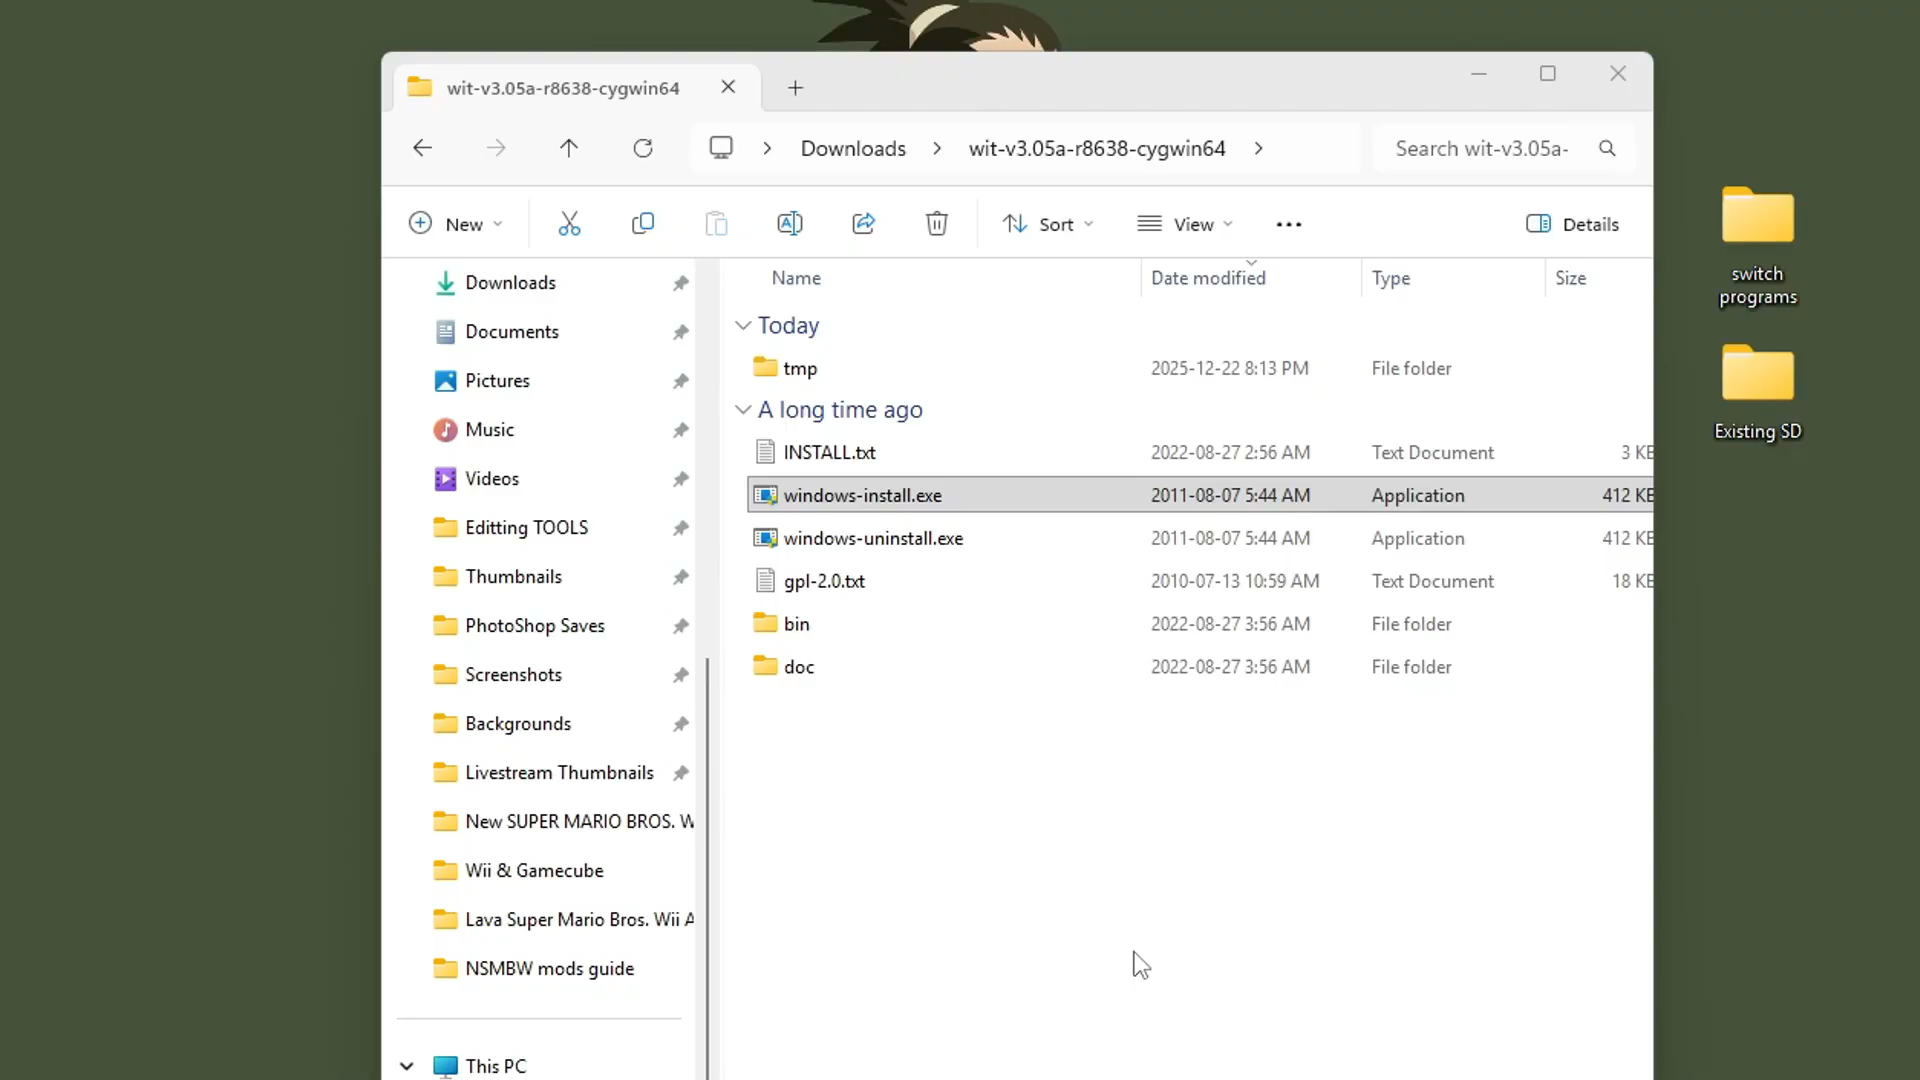 wit-v3.05a-r8638-cygwin64
Downloads
wit-v3.05a-r8638-cygwin64
Search wit-v3.05a-
New
Sort
View
Details
Downloads
Documents
Pictures
Music
Videos
Editting TOOLS
Thumbnails
PhotoShop Saves
Screenshots
Backgrounds
Livestream Thumbnails
New SUPER MARIO BROS. W
Wii & Gamecube
Lava Super Mario Bros. Wii A
NSMBW mods guide
This PC
Name Date modified Type Size
Today
tmp 2025-12-22 8:13 PM File folder
A long time ago
INSTALL.txt 2022-08-27 2:56 AM Text Document 3 KB
windows-install.exe 2011-08-07 5:44 AM Application 412 KB
windows-uninstall.exe 2011-08-07 5:44 AM Application 412 KB
gpl-2.0.txt 2010-07-13 10:59 AM Text Document 18 KB
bin 2022-08-27 3:56 AM File folder
doc 2022-08-27 3:56 AM File folder
switch
programs
Existing SD